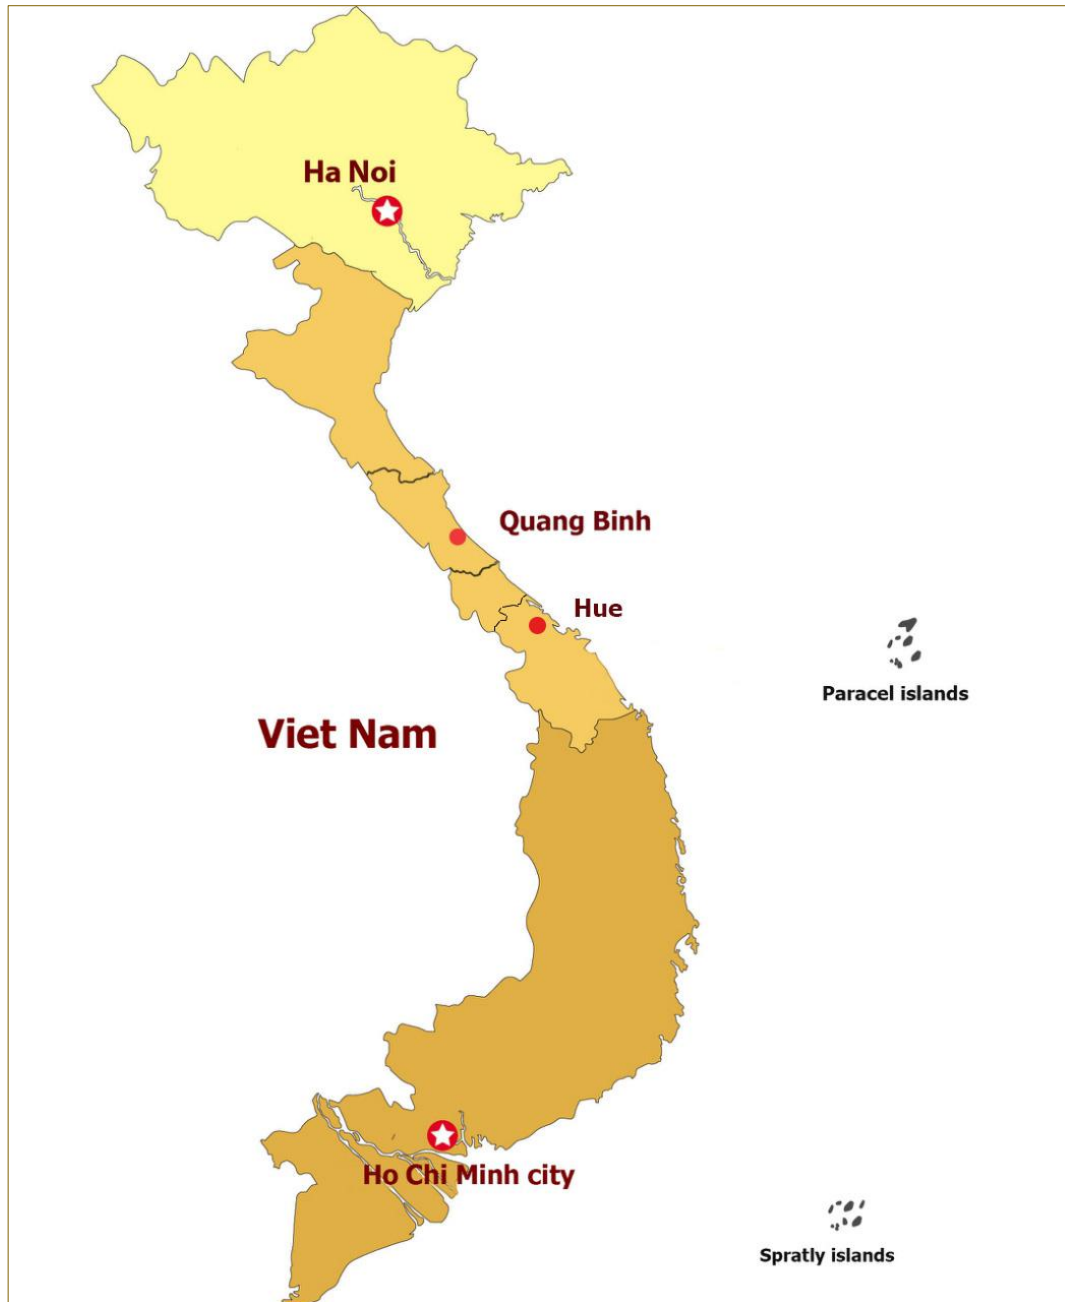 Ha Noi
Quang Binh
Hue
Paracel islands
Viet Nam
Ho Chi Minh city
Spratly islands